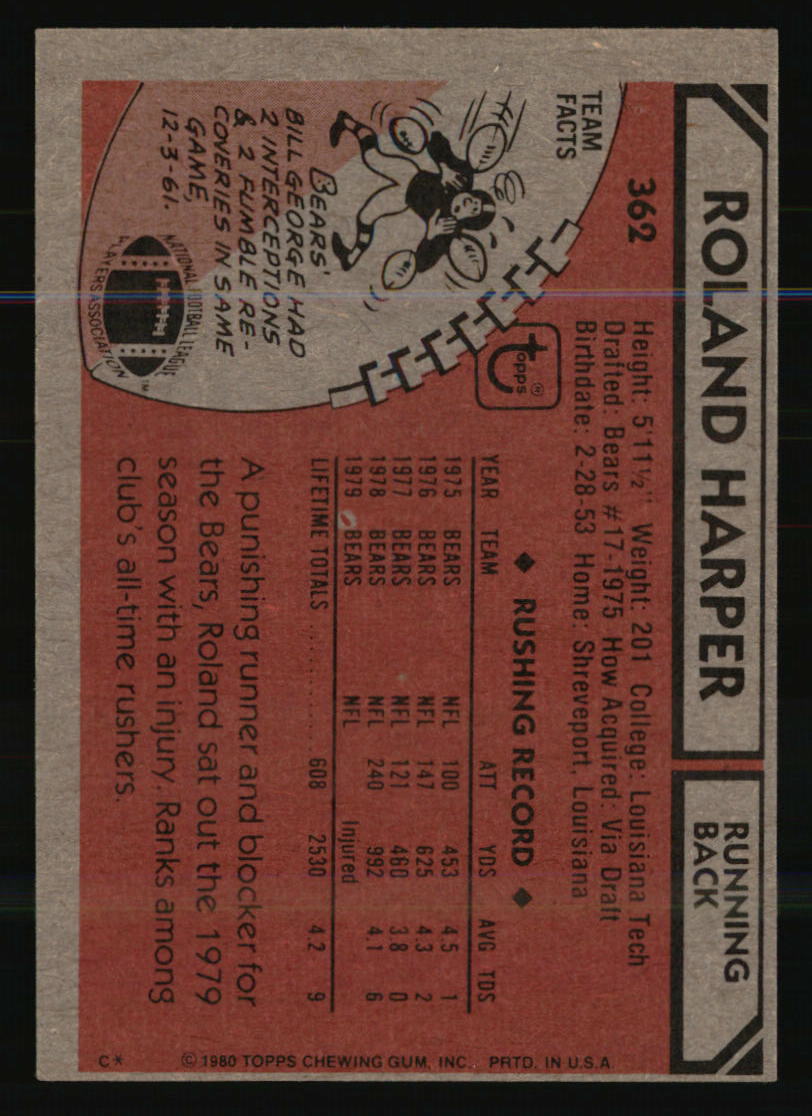 ROLAND HARPER
RUNNING
BACK
362
Height: 5'11½" Weight: 201 College: Louisiana Tech
Drafted: Bears #17-1975 How Acquired: Via Draft
Birthdate: 2-28-53 Home: Shreveport, Louisiana
TEAM
FACTS
BEARS'
BILL GEORGE HAD
2 INTERCEPTIONS
& 2 FUMBLE RE-
COVERIES IN SAME
GAME,
12-3-61.
NATIONAL FOOTBALL LEAGUE
PLAYERS ASSOCIATION
TM
topps®
◆ RUSHING RECORD ◆
YEAR TEAM ATT YDS AVG TDS
1975 BEARS NFL 100 453 4.5 1
1976 BEARS NFL 147 625 4.3 2
1977 BEARS NFL 121 460 3.8 0
1978 BEARS NFL 240 992 4.1 6
1979 BEARS Injured
LIFETIME TOTALS .......... 608 2530 4.2 9
A punishing runner and blocker for
the Bears, Roland sat out the 1979
season with an injury. Ranks among
club's all-time rushers.
C* © 1980 TOPPS CHEWING GUM, INC. PRTD. IN U.S.A.